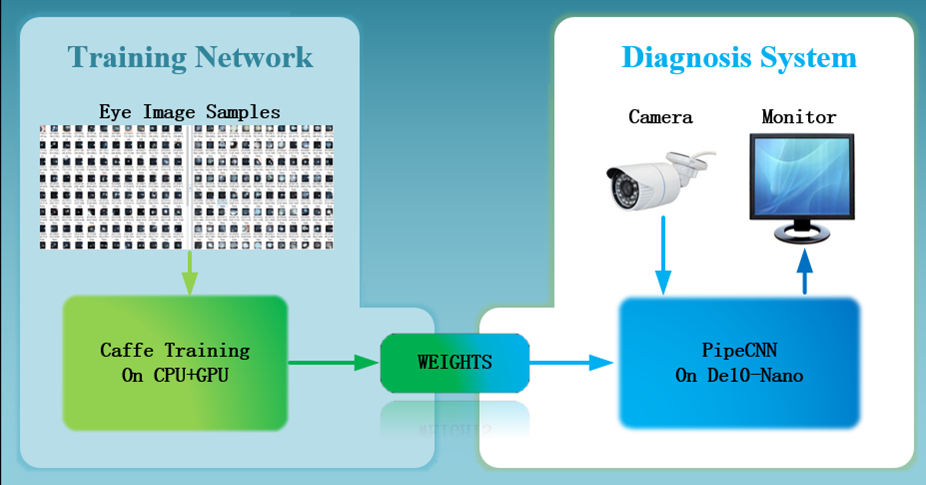 Training Network
Eye Image Samples
Caffe Training
On CPU+GPU
WEIGHTS
Diagnosis System
Camera
Monitor
PipeCNN
On De10-Nano